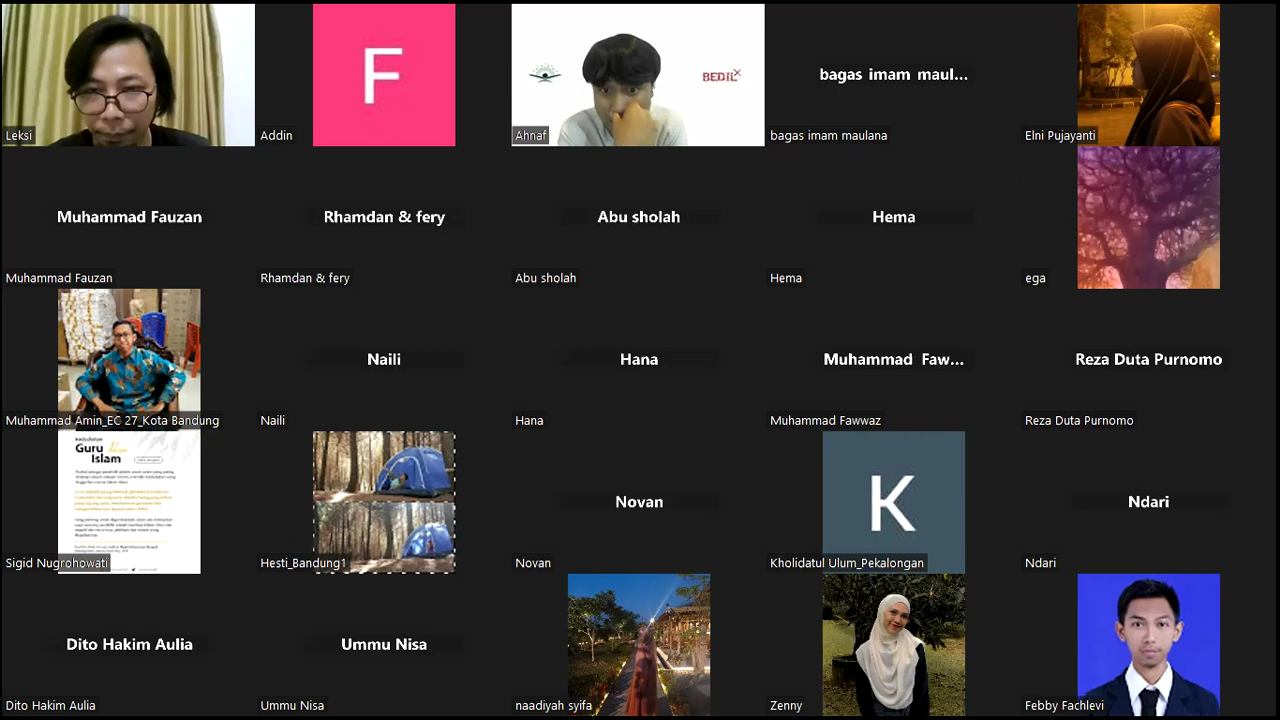 Leksi
F
Addin
BEDIL
Ahnaf
bagas imam maul...
bagas imam maulana
Elni Pujayanti
Muhammad Fauzan
Muhammad Fauzan
Rhamdan & fery
Rhamdan & fery
Abu sholah
Abu sholah
Hema
Hema
ega
Muhammad Amin_EC 27_Kota Bandung
Naili
Naili
Hana
Hana
Muhammad Faw...
Muhammad Fawwaz
Reza Duta Purnomo
Reza Duta Purnomo
Guru
Islam
Sigid Nugrohowati
Hesti_Bandung1
Novan
Novan
K
Kholidatul Ulum_Pekalongan
Ndari
Ndari
Dito Hakim Aulia
Dito Hakim Aulia
Ummu Nisa
Ummu Nisa
naadiyah syifa
Zenny
Febby Fachlevi